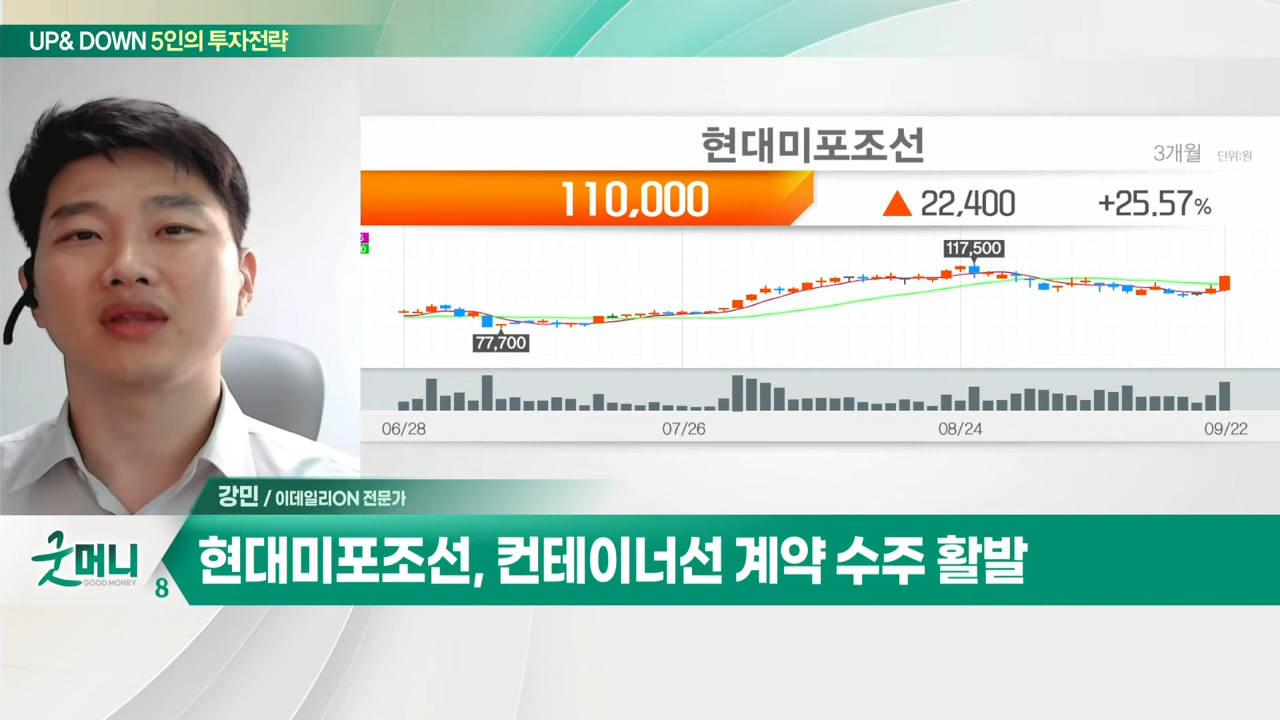 UP& DOWN 5인의 투자전략
현대미포조선
3개월 단위:원
110,000 ▲ 22,400 +25.57%
117,500
77,700
06/28 07/26 08/24 09/22
강민 / 이데일리ON 전문가
굿머니
GOOD MONEY
8
현대미포조선, 컨테이너선 계약 수주 활발